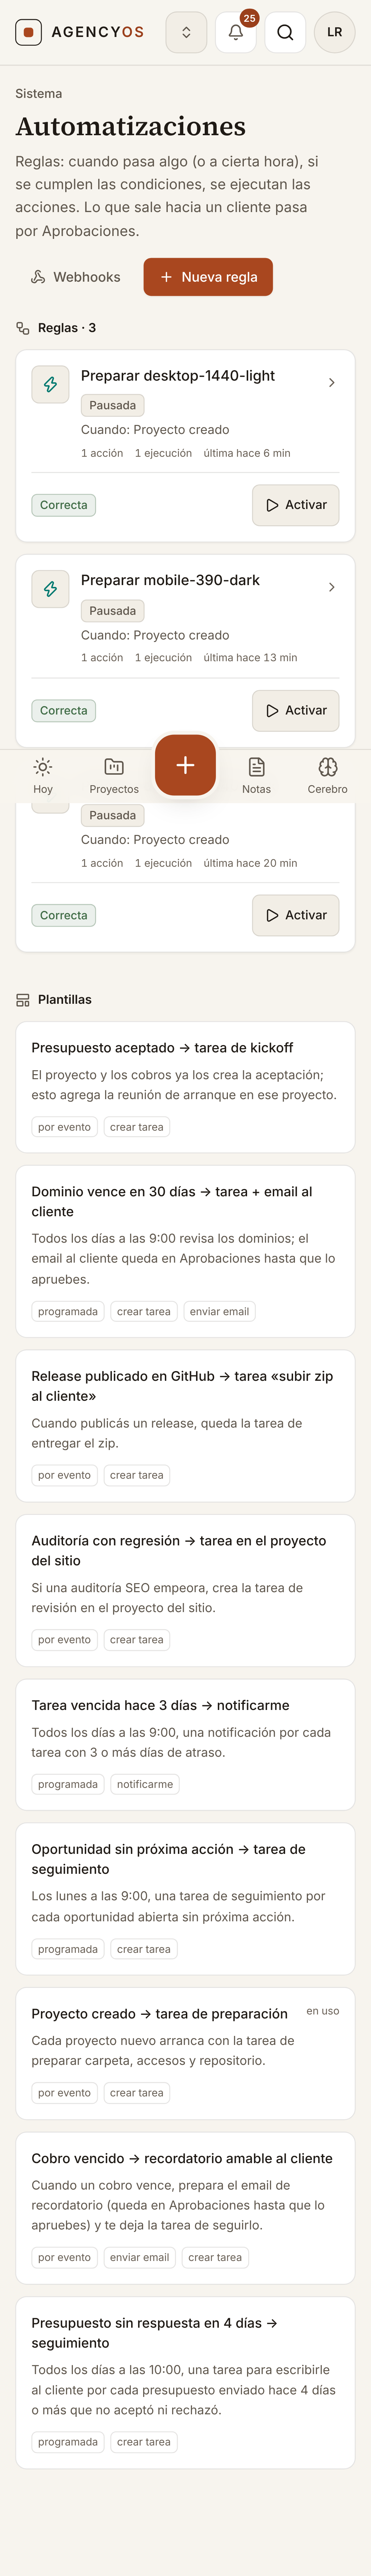 AGENCYOS
25
LR
Sistema
Automatizaciones
Reglas: cuando pasa algo (o a cierta hora), si
se cumplen las condiciones, se ejecutan las
acciones. Lo que sale hacia un cliente pasa
por Aprobaciones.
Webhooks
Nueva regla
Reglas · 3
Preparar desktop-1440-light
Pausada
Cuando: Proyecto creado
1 acción 1 ejecución última hace 6 min
Correcta
Activar
Preparar mobile-390-dark
Pausada
Cuando: Proyecto creado
1 acción 1 ejecución última hace 13 min
Correcta
Activar
Hoy
Proyectos
Notas
Cerebro
Pausada
Cuando: Proyecto creado
1 acción 1 ejecución última hace 20 min
Correcta
Activar
Plantillas
Presupuesto aceptado → tarea de kickoff
El proyecto y los cobros ya los crea la aceptación;
esto agrega la reunión de arranque en ese proyecto.
por evento crear tarea
Dominio vence en 30 días → tarea + email al
cliente
Todos los días a las 9:00 revisa los dominios; el
email al cliente queda en Aprobaciones hasta que lo
apruebes.
programada crear tarea enviar email
Release publicado en GitHub → tarea «subir zip
al cliente»
Cuando publicás un release, queda la tarea de
entregar el zip.
por evento crear tarea
Auditoría con regresión → tarea en el proyecto
del sitio
Si una auditoría SEO empeora, crea la tarea de
revisión en el proyecto del sitio.
por evento crear tarea
Tarea vencida hace 3 días → notificarme
Todos los días a las 9:00, una notificación por cada
tarea con 3 o más días de atraso.
programada notificarme
Oportunidad sin próxima acción → tarea de
seguimiento
Los lunes a las 9:00, una tarea de seguimiento por
cada oportunidad abierta sin próxima acción.
programada crear tarea
Proyecto creado → tarea de preparación en uso
Cada proyecto nuevo arranca con la tarea de
preparar carpeta, accesos y repositorio.
por evento crear tarea
Cobro vencido → recordatorio amable al cliente
Cuando un cobro vence, prepara el email de
recordatorio (queda en Aprobaciones hasta que lo
apruebes) y te deja la tarea de seguirlo.
por evento enviar email crear tarea
Presupuesto sin respuesta en 4 días →
seguimiento
Todos los días a las 10:00, una tarea para escribirle
al cliente por cada presupuesto enviado hace 4 días
o más que no aceptó ni rechazó.
programada crear tarea